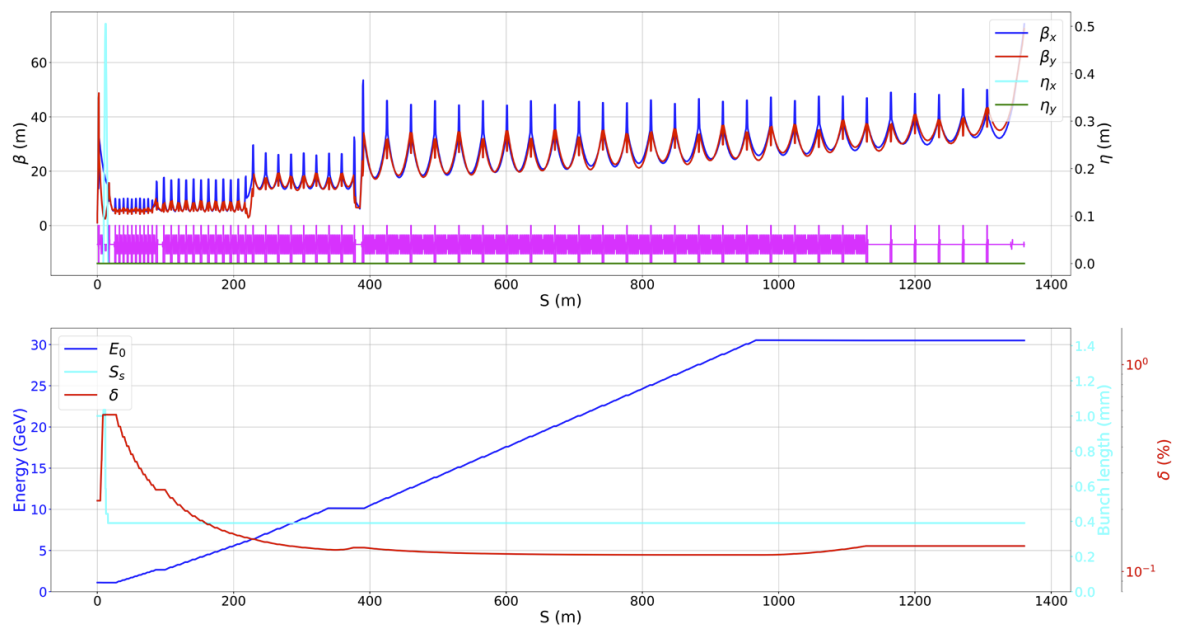 β (m)
60
40
20
0
0.5
0.4
0.3
0.2
0.1
0.0
η (m)
βx
βy
ηx
ηy
0 200 400 600 800 1000 1200 1400
S (m)
Energy (GeV)
30
25
20
15
10
5
0
E0
Ss
δ
1.4
1.2
1.0
0.8
0.6
0.4
0.2
0.0
Bunch length (mm)
10⁰
10⁻¹
δ (%)
0 200 400 600 800 1000 1200 1400
S (m)